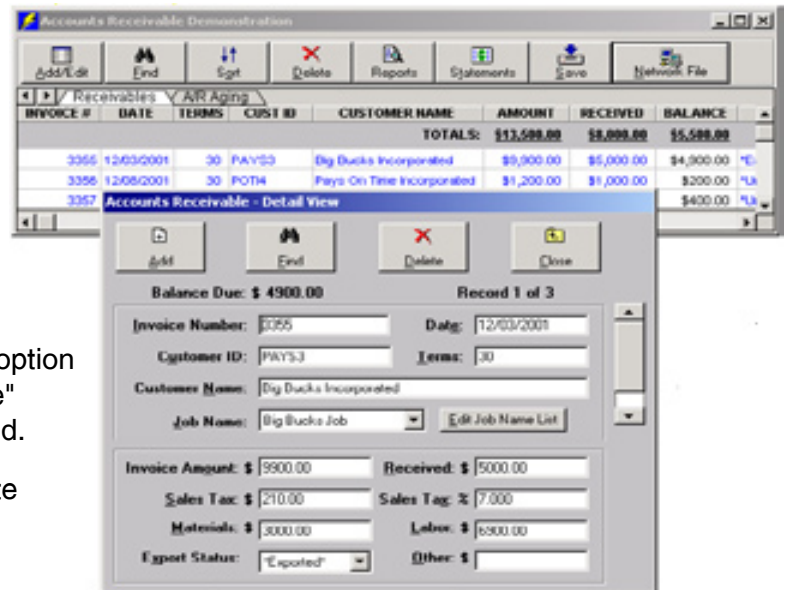 Accounts Receivable Demonstration
Add/Edit Find Sort Delete Reports Statements Save Network File
Receivables A/R Aging
INVOICE # DATE TERMS CUST ID CUSTOMER NAME AMOUNT RECEIVED BALANCE
TOTALS: $13,500.00 $8,000.00 $5,500.00
3355 12/03/2001 30 PAYS3 Big Bucks Incorporated $9,900.00 $5,000.00 $4,900.00
3356 12/08/2001 30 POTI4 Pays On Time Incorporated $1,200.00 $1,000.00 $200.00
3357 $400.00
Accounts Receivable - Detail View
Add Find Delete Close
Balance Due: $ 4900.00 Record 1 of 3
Invoice Number: 3355 Date: 12/03/2001
Customer ID: PAYS3 Terms: 30
Customer Name: Big Bucks Incorporated
Job Name: Big Bucks Job Edit Job Name List
Invoice Amount: $ 9900.00 Received: $ 5000.00
Sales Tax: $ 210.00 Sales Tax: % 7.000
Materials: $ 3000.00 Labor: $ 6900.00
Export Status: "Exported" Other: $
option
e"
d.
te